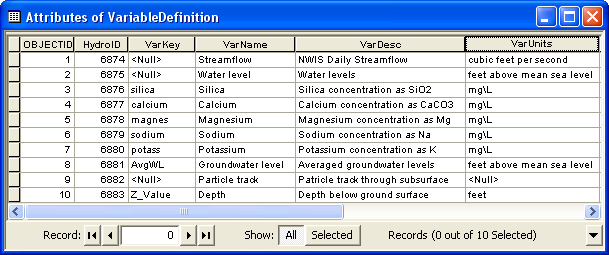 Attributes of VariableDefinition
OBJECTID HydroID VarKey VarName VarDesc VarUnits
1 6874 <Null> Streamflow NWIS Daily Streamflow cubic feet per second
2 6875 <Null> Water level Water levels feet above mean sea level
3 6876 silica Silica Silica concentration as SiO2 mg\L
4 6877 calcium Calcium Calcium concentration as CaCO3 mg\L
5 6878 magnes Magnesium Magnesium concentration as Mg mg\L
6 6879 sodium Sodium Sodium concentration as Na mg\L
7 6880 potass Potassium Potassium concentration as K mg\L
8 6881 AvgWL Groundwater level Averaged groundwater levels feet above mean sea level
9 6882 <Null> Particle track Patricle track through subsurface <Null>
10 6883 Z_Value Depth Depth below ground surface feet
Record: 0 Show: All Selected Records (0 out of 10 Selected)